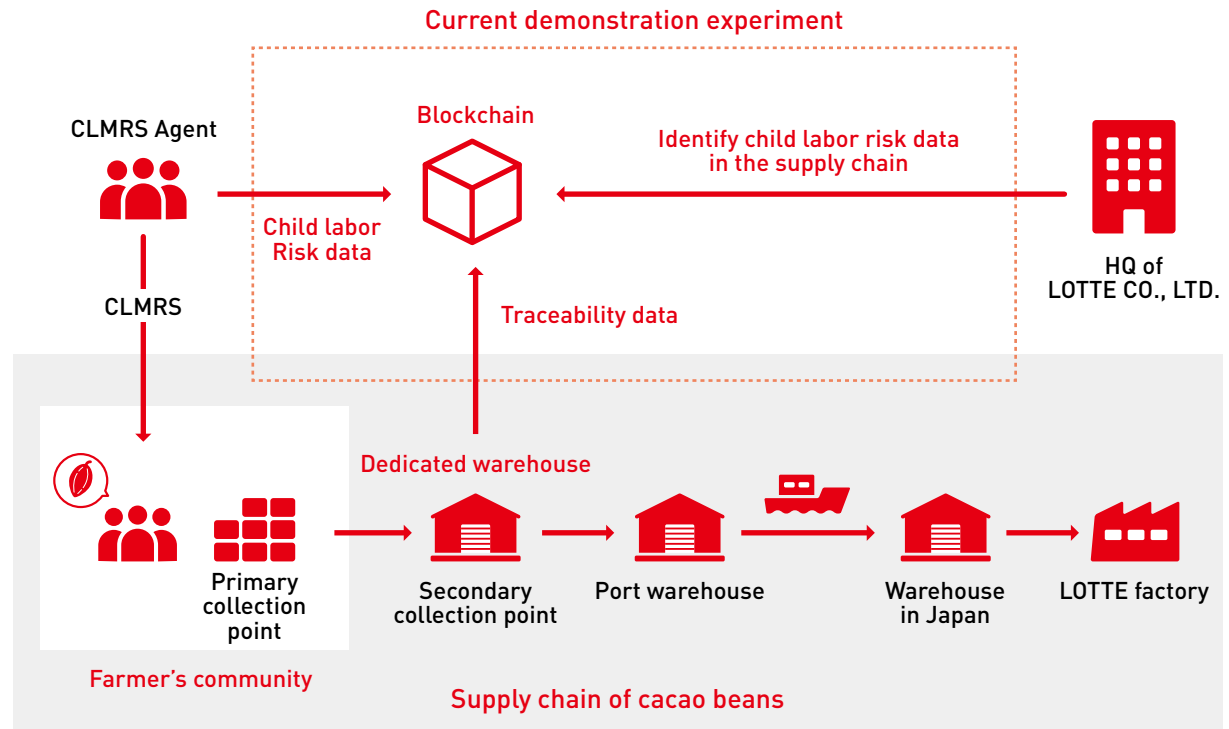 Current demonstration experiment
CLMRS Agent
Blockchain
Identify child labor risk data
in the supply chain
Child labor
Risk data
HQ of
LOTTE CO., LTD.
CLMRS
Traceability data
Dedicated warehouse
Primary
collection
point
Secondary
collection point
Port warehouse
Warehouse
in Japan
LOTTE factory
Farmer's community
Supply chain of cacao beans